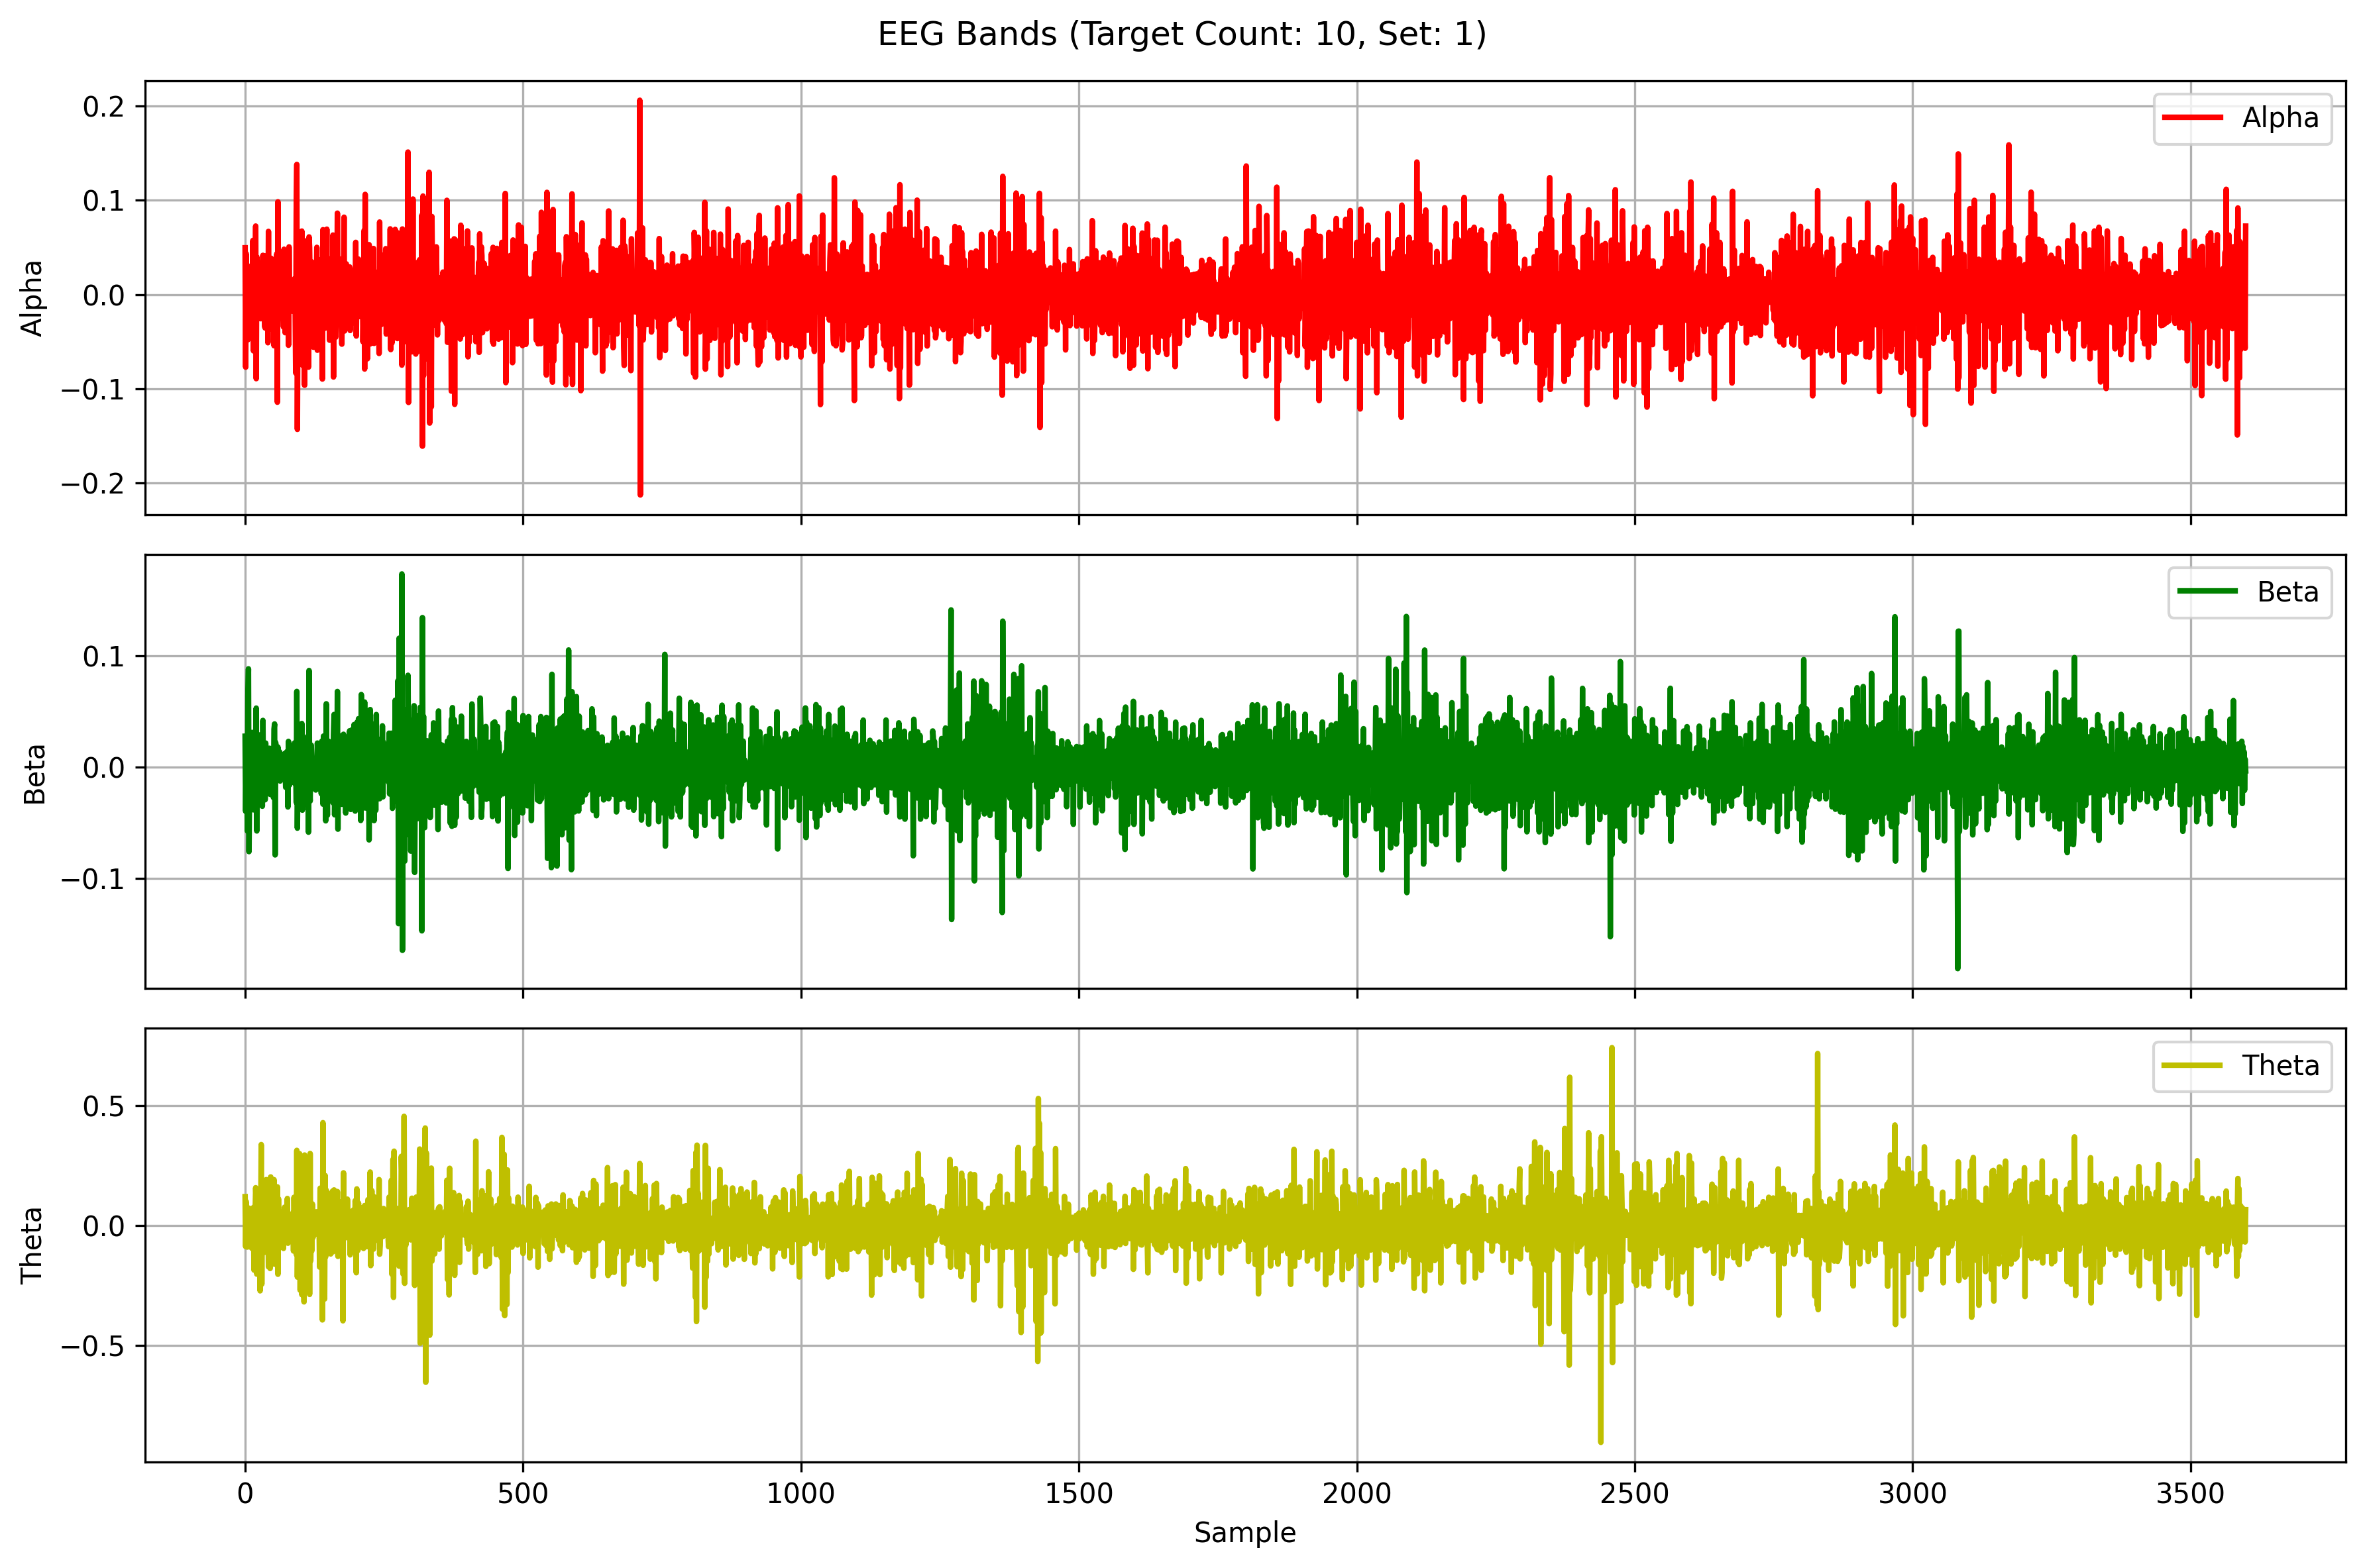 EEG Bands (Target Count: 10, Set: 1)
0.2
0.1
0.0
−0.1
−0.2
Alpha
Alpha
0.1
0.0
−0.1
Beta
Beta
0.5
0.0
−0.5
Theta
Theta
0 500 1000 1500 2000 2500 3000 3500
Sample